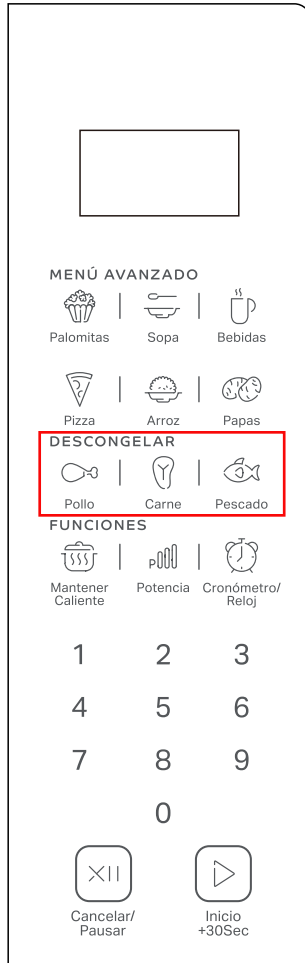 MENÚ AVANZADO
Palomitas Sopa Bebidas
Pizza Arroz Papas
DESCONGELAR
Pollo Carne Pescado
FUNCIONES
P
Mantener Caliente Potencia Cronómetro/ Reloj
1 2 3
4 5 6
7 8 9
0
Cancelar/ Pausar Inicio +30Sec